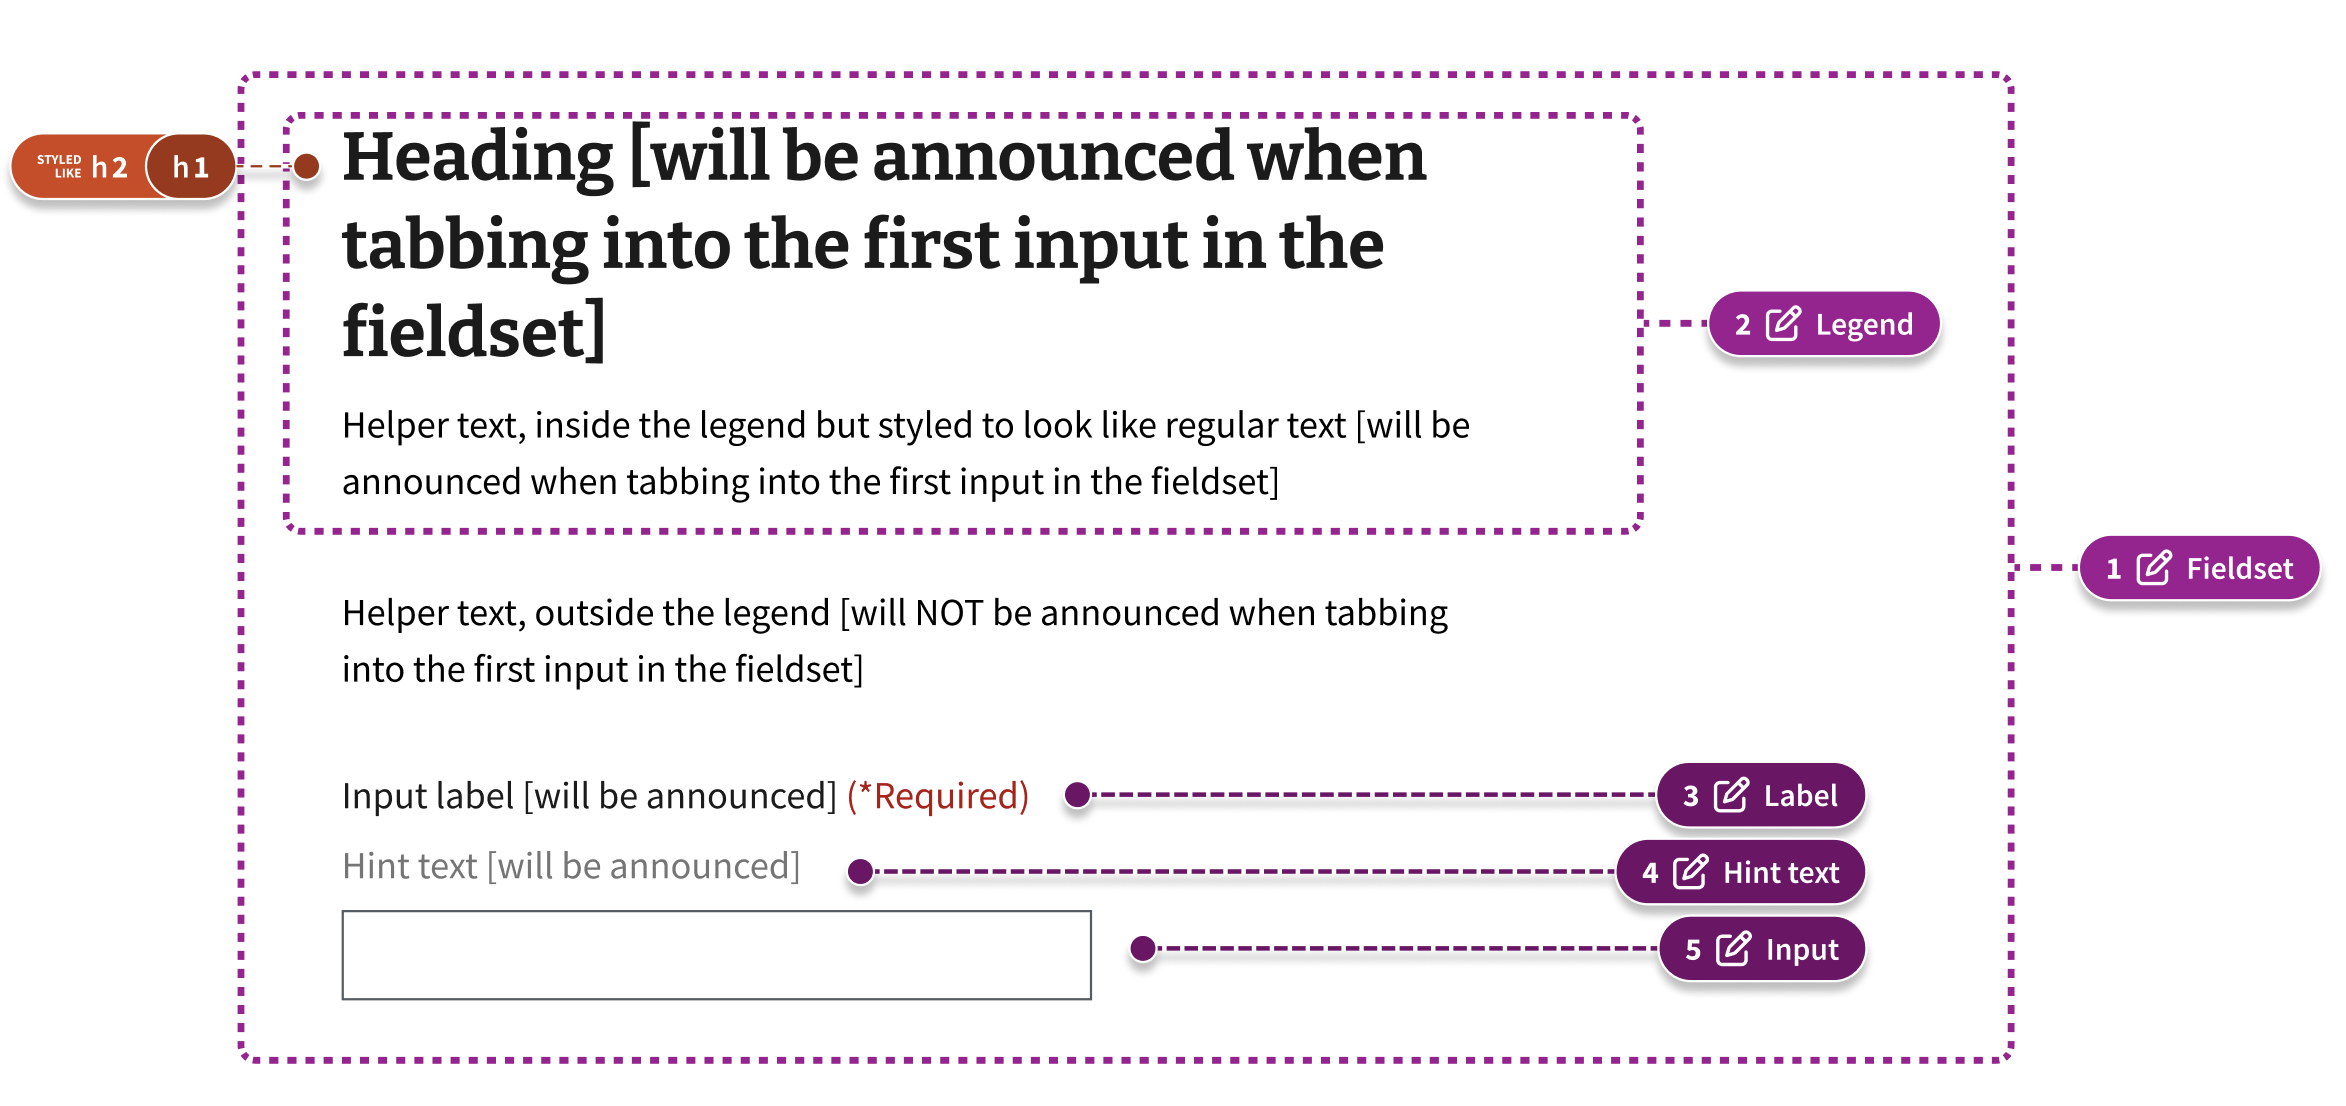 STYLED
LIKE h2 h1
Heading [will be announced when
tabbing into the first input in the
fieldset]
2 Legend
Helper text, inside the legend but styled to look like regular text [will be
announced when tabbing into the first input in the fieldset]
1 Fieldset
Helper text, outside the legend [will NOT be announced when tabbing
into the first input in the fieldset]
Input label [will be announced] (*Required)
3 Label
Hint text [will be announced]
4 Hint text
5 Input